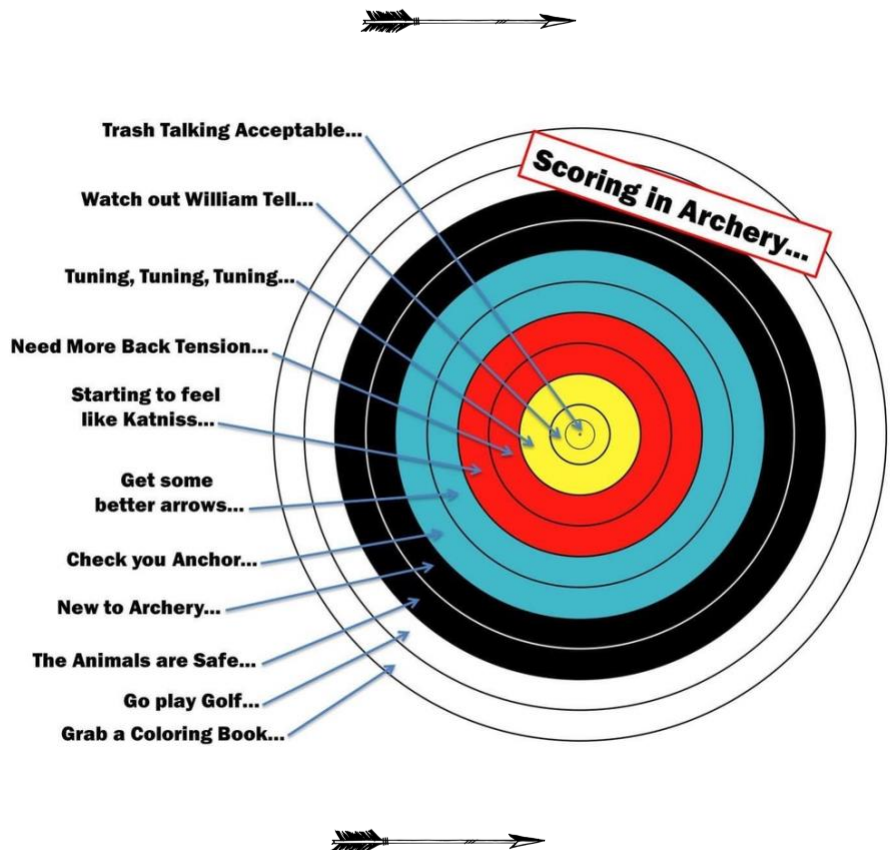 Scoring in Archery...
Trash Talking Acceptable...
Watch out William Tell...
Tuning, Tuning, Tuning...
Need More Back Tension...
Starting to feel
like Katniss...
Get some
better arrows...
Check you Anchor...
New to Archery...
The Animals are Safe...
Go play Golf...
Grab a Coloring Book...